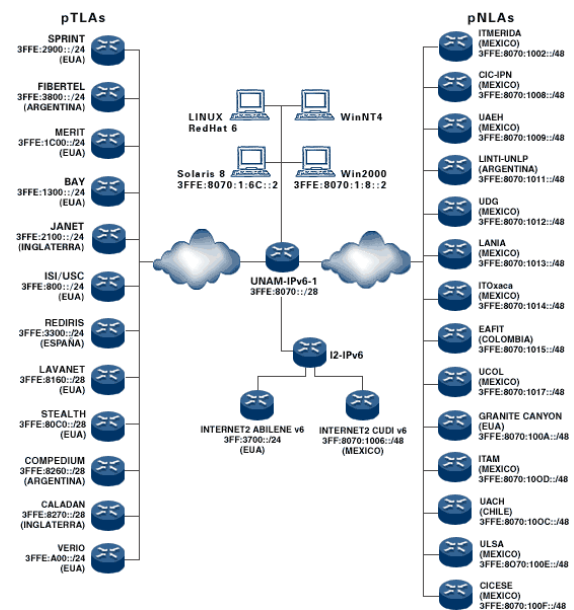 pTLAs
SPRINT
3FFE:2900::/24
(EUA)
FIBERTEL
3FFE:3800::/24
(ARGENTINA)
MERIT
3FFE:1C00::/24
(EUA)
BAY
3FFE:1300::/24
(EUA)
JANET
3FFE:2100::/24
(INGLATERRA)
ISI/USC
3FFE:800::/24
(EUA)
REDIRIS
3FFE:3300::/24
(ESPAÑA)
LAVANET
3FFE:8160::/28
(EUA)
STEALTH
3FFE:80C0::/28
(EUA)
COMPEDIUM
3FFE:8260::/28
(ARGENTINA)
CALADAN
3FFE:8270::/28
(INGLATERRA)
VERIO
3FFE:A00::/24
(EUA)
LINUX
RedHat 6
WinNT4
Solaris 8
3FFE:8070:1:6C::2
Win2000
3FFE:8070:1:8::2
UNAM-IPv6-1
3FFE:8070::/28
I2-IPv6
INTERNET2 ABILENE v6
3FF:3700::/24
(EUA)
INTERNET2 CUDI v6
3FF:8070:1006::/48
(MEXICO)
pNLAs
ITMERIDA
(MEXICO)
3FFE:8070:1002::/48
CIC-IPN
(MEXICO)
3FFE:8070:1008::/48
UAEH
(MEXICO)
3FFE:8070:1009::/48
LINTI-UNLP
(ARGENTINA)
3FFE:8070:1011::/48
UDG
(MEXICO)
3FFE:8070:1012::/48
LANIA
(MEXICO)
3FFE:8070:1013::/48
ITOxaca
(MEXICO)
3FFE:8070:1014::/48
EAFIT
(COLOMBIA)
3FFE:8070:1015::/48
UCOL
(MEXICO)
3FFE:8070:1017::/48
GRANITE CANYON
(EUA)
3FFE:8070:100A::/48
ITAM
(MEXICO)
3FFE:8070:10OD::/48
UACH
(CHILE)
3FFE:8070:10OC::/48
ULSA
(MEXICO)
3FFE:8O70:100E::/48
CICESE
(MEXICO)
3FFE:8070:100F::/48